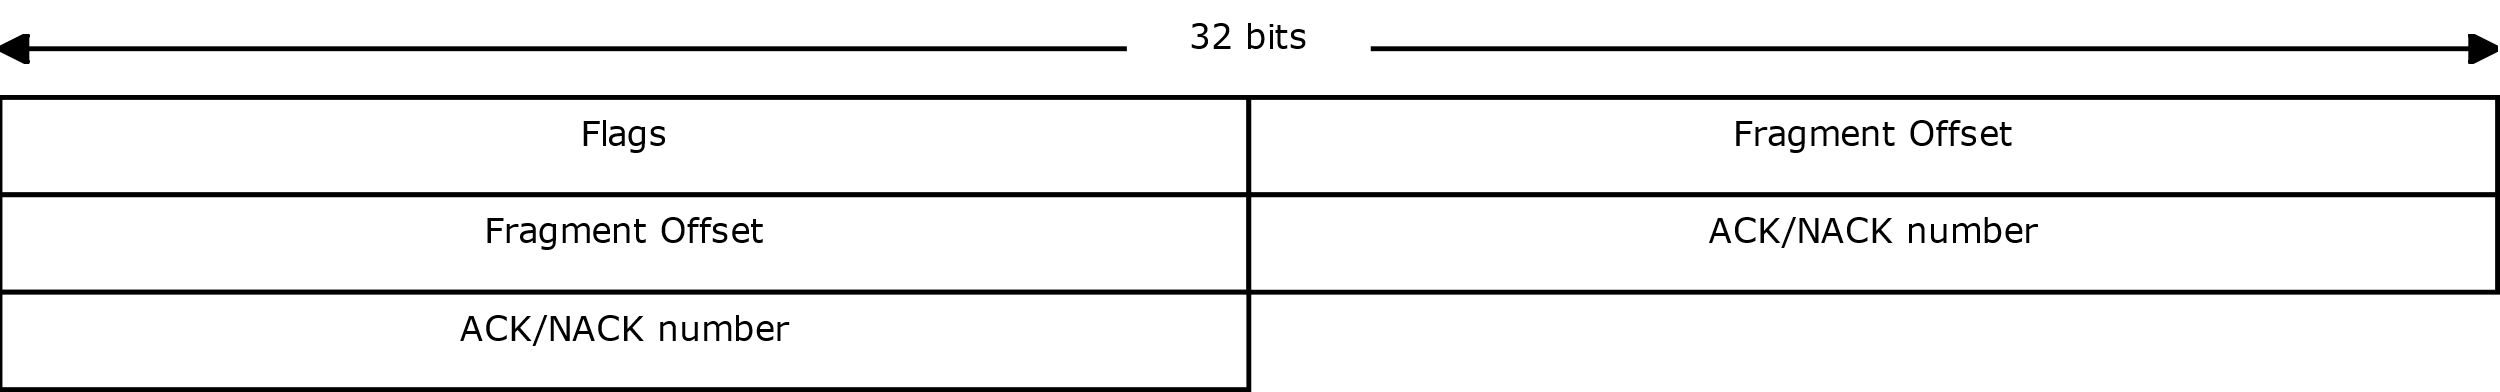 32 bits
Flags
Fragment Offset
Fragment Offset
ACK/NACK number
ACK/NACK number